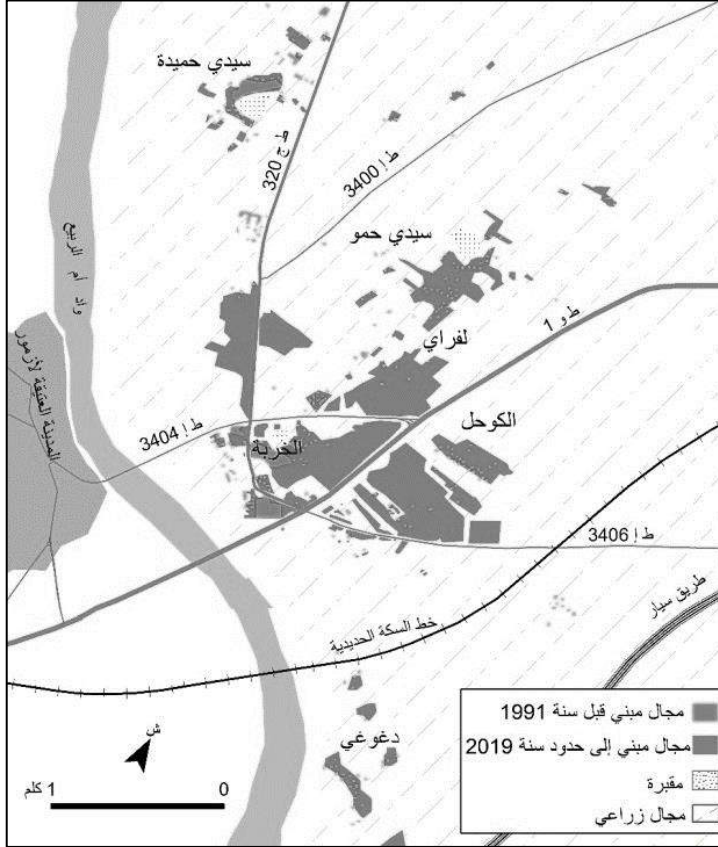 سيدي حميدة
ط ج 320
ط إ 3400
سيدي حمو
واد أم الربيع
ط و 1
لفراي
المدينة العتيقة لأزمور
الكوحل
ط إ 3404
الخربة
ط إ 3406
طريق سيار
خط السكة الحديدية
دغوغي
ش
1 كلم
0
مجال مبني قبل سنة 1991
مجال مبني إلى حدود سنة 2019
مقبرة
مجال زراعي